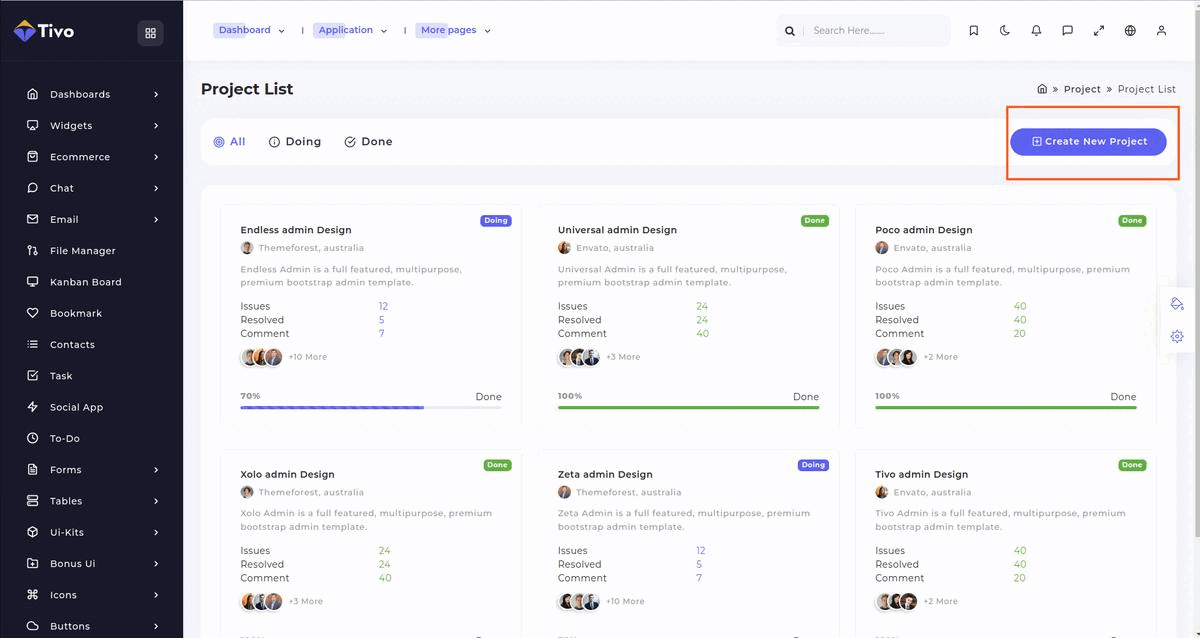 Tivo
Dashboard | Application | More pages
Search Here.......
Dashboards
Widgets
Ecommerce
Chat
Email
File Manager
Kanban Board
Bookmark
Contacts
Task
Social App
To-Do
Forms
Tables
Ui-Kits
Bonus Ui
Icons
Buttons
Project List
» Project » Project List
All
Doing
Done
Create New Project
Doing
Endless admin Design
Themeforest, australia
Endless Admin is a full featured, multipurpose,
premium bootstrap admin template.
Issues 12
Resolved 5
Comment 7
+10 More
70% Done
Done
Universal admin Design
Envato, australia
Universal Admin is a full featured, multipurpose,
premium bootstrap admin template.
Issues 24
Resolved 24
Comment 40
+3 More
100% Done
Done
Poco admin Design
Envato, australia
Poco Admin is a full featured, multipurpose, premium
bootstrap admin template.
Issues 40
Resolved 40
Comment 20
+2 More
100% Done
Done
Xolo admin Design
Themeforest, australia
Xolo Admin is a full featured, multipurpose, premium
bootstrap admin template.
Issues 24
Resolved 24
Comment 40
+3 More
Doing
Zeta admin Design
Themeforest, australia
Zeta Admin is a full featured, multipurpose, premium
bootstrap admin template.
Issues 12
Resolved 5
Comment 7
+10 More
Done
Tivo admin Design
Envato, australia
Tivo Admin is a full featured, multipurpose, premium
bootstrap admin template.
Issues 40
Resolved 40
Comment 20
+2 More